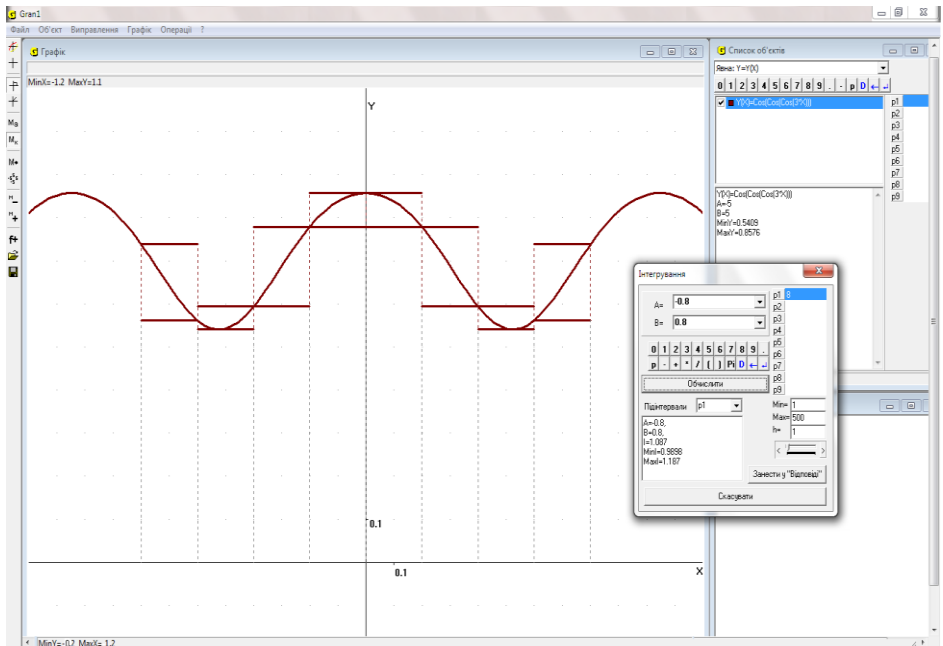 Gran1
Файл Об'єкт Виправлення Графік Операції ?
Графік
MinX=-1.2 MaxY=1.1
Y
0.1
0.1
X
MinY=-0.2 MaxX= 1.2
Список об'єктів
Явна: Y=Y(X)
0 1 2 3 4 5 6 7 8 9 . - p D ← ↵
Y(X)=Cos(Cos(Cos(3*X)))
p1
p2
p3
p4
p5
p6
p7
p8
p9
Y(X)=Cos(Cos(Cos(3*X)))
A=-5
B=5
MinY=0.5409
MaxY=0.8576
Інтегрування
A= -0.8
B= 0.8
0 1 2 3 4 5 6 7 8 9 .
p - + * / ( ) Pi D ← ↵
Обчислити
p1 8
p2
p3
p4
p5
p6
p7
p8
p9
Підінтервали p1
A=-0.8,
B=0.8,
I=1.087
MinI=0.9898
MaxI=1.187
Min= 1
Max= 500
h= 1
Занести у "Відповіді"
Скасувати